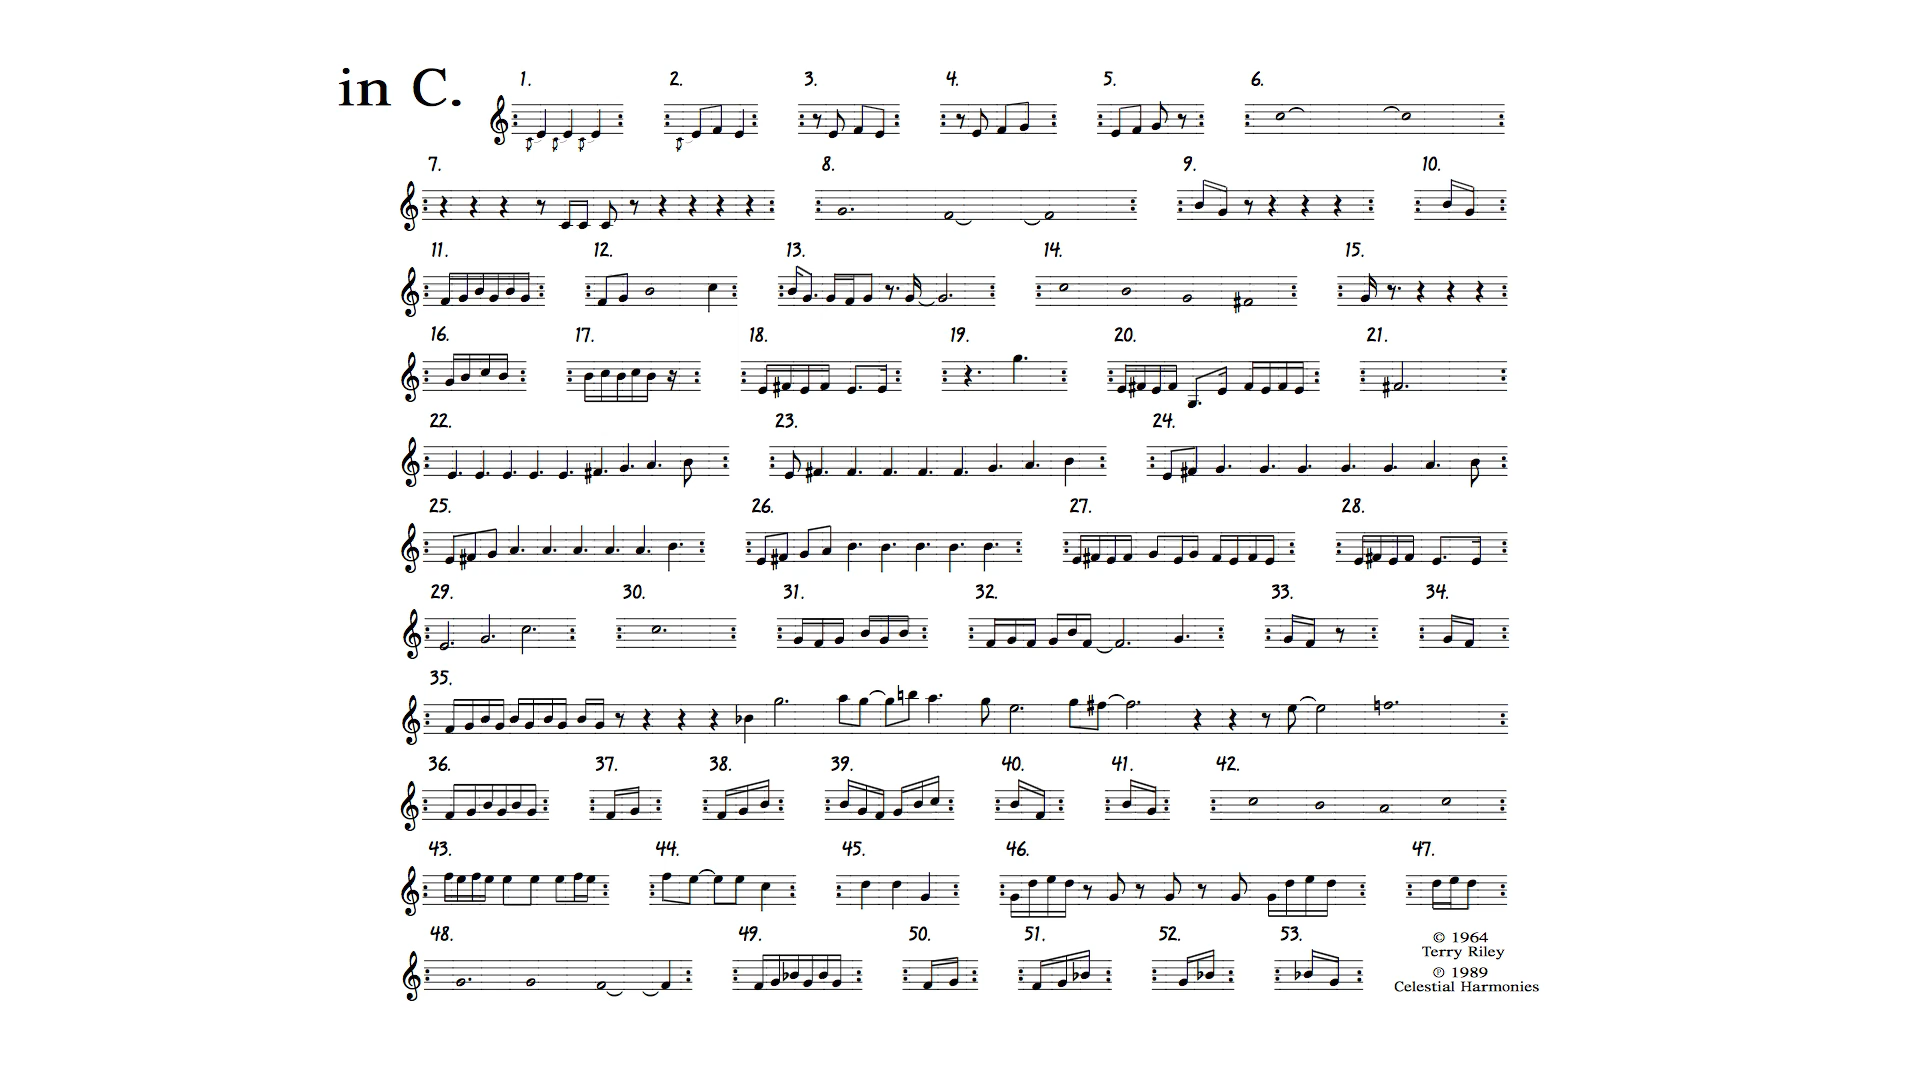 in C.
1. 2. 3. 4. 5. 6.
7. 8. 9. 10.
11. 12. 13. 14. 15.
16. 17. 18. 19. 20. 21.
22. 23. 24.
25. 26. 27. 28.
29. 30. 31. 32. 33. 34.
35.
36. 37. 38. 39. 40. 41. 42.
43. 44. 45. 46. 47.
48. 49. 50. 51. 52. 53.
© 1964
Terry Riley
℗ 1989
Celestial Harmonies